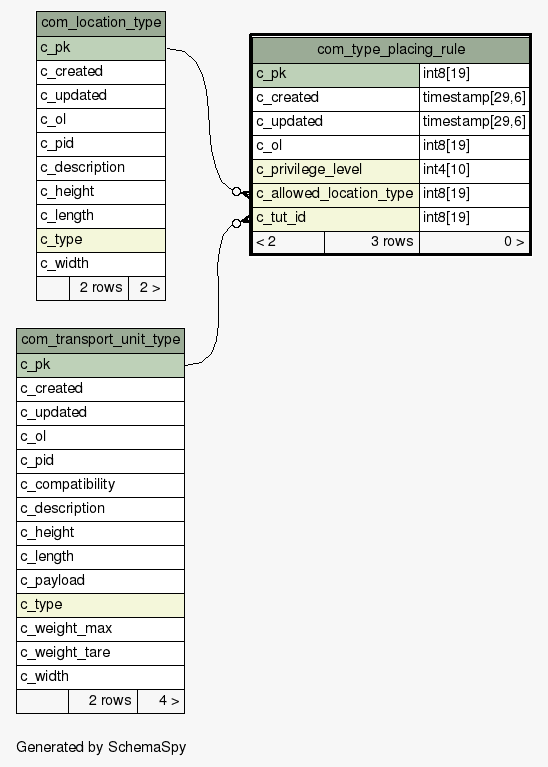 com_location_type
c_pk
c_created
c_updated
c_ol
c_pid
c_description
c_height
c_length
c_type
c_width
2 rows 2 >
com_type_placing_rule
c_pk int8[19]
c_created timestamp[29,6]
c_updated timestamp[29,6]
c_ol int8[19]
c_privilege_level int4[10]
c_allowed_location_type int8[19]
c_tut_id int8[19]
< 2 3 rows 0 >
com_transport_unit_type
c_pk
c_created
c_updated
c_ol
c_pid
c_compatibility
c_description
c_height
c_length
c_payload
c_type
c_weight_max
c_weight_tare
c_width
2 rows 4 >
Generated by SchemaSpy